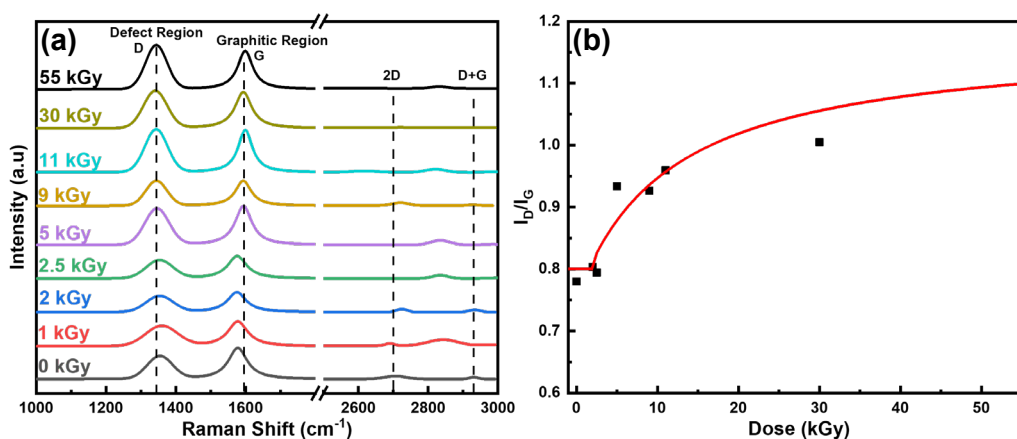 (a)
Defect Region
D
Graphitic Region
G
2D
D+G
55 kGy
30 kGy
11 kGy
9 kGy
5 kGy
2.5 kGy
2 kGy
1 kGy
0 kGy
Intensity (a.u)
1000 1200 1400 1600 2600 2800 3000
Raman Shift (cm⁻¹)
(b)
1.2
1.1
1.0
0.9
0.8
0.7
0.6
I_D/I_G
0 10 20 30 40 50
Dose (kGy)